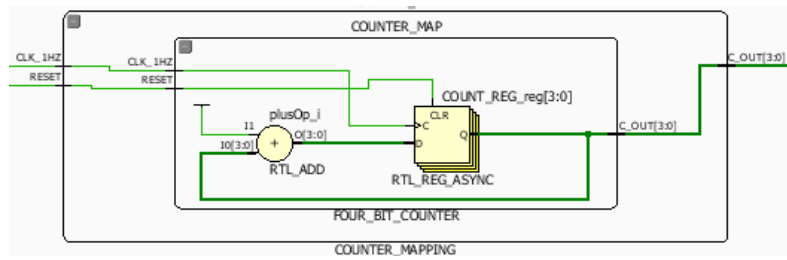 COUNTER_MAP
CLK_1HZ
RESET
CLK_1HZ
RESET
C_OUT[3:0]
COUNT_REG_reg[3:0]
CLR
C
Q
D
RTL_REG_ASYNC
plusOp_i
I1
I0[3:0]
+
O[3:0]
RTL_ADD
C_OUT[3:0]
FOUR_BIT_COUNTER
COUNTER_MAPPING